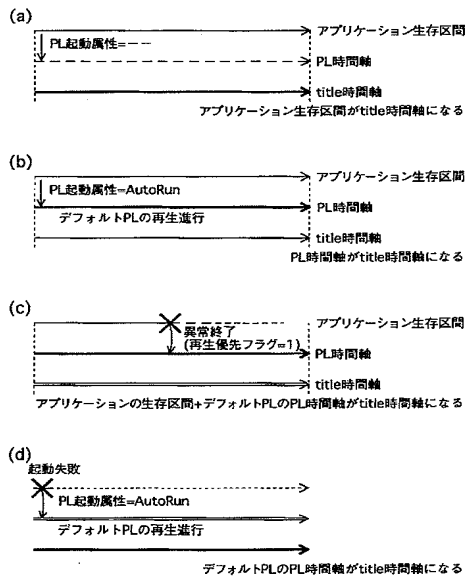 (a)
アプリケーション生存区間
PL起動属性=---
PL時間軸
title時間軸
アプリケーション生存区間がtitle時間軸になる
(b)
アプリケーション生存区間
PL起動属性=AutoRun
PL時間軸
デフォルトPLの再生進行
title時間軸
PL時間軸がtitle時間軸になる
(c)
アプリケーション生存区間
異常終了
(再生優先フラグ=1)
PL時間軸
title時間軸
アプリケーションの生存区間+デフォルトPLのPL時間軸がtitle時間軸になる
(d)
起動失敗
PL起動属性=AutoRun
デフォルトPLの再生進行
デフォルトPLのPL時間軸がtitle時間軸になる